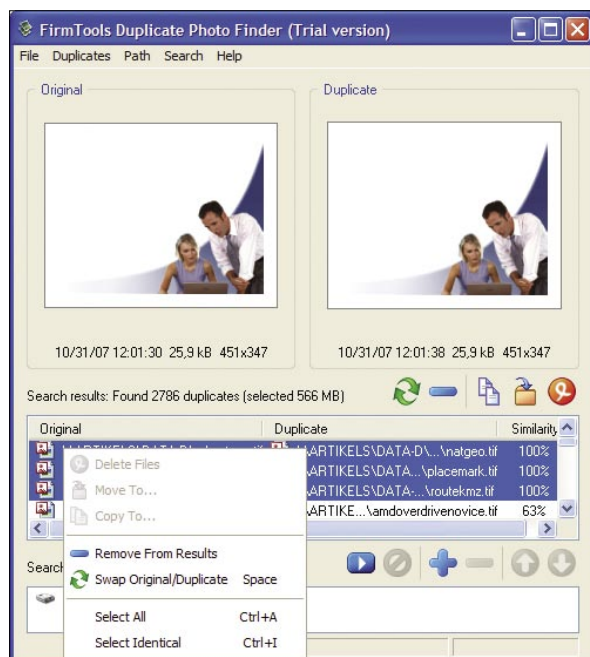 FirmTools Duplicate Photo Finder (Trial version)
File Duplicates Path Search Help
Original Duplicate
10/31/07 12:01:30 25,9 kB 451x347 10/31/07 12:01:38 25,9 kB 451x347
Search results: Found 2786 duplicates (selected 566 MB)
Original Duplicate Similarity
\ARTIKELS\DATA-D\...\natgeo.tif 100%
Delete Files \ARTIKELS\DATA...\placemark.tif 100%
Move To... \ARTIKELS\DATA-...\routekmz.tif 100%
Copy To... \ARTIKE...\amdoverdrivenovice.tif 63%
Remove From Results
Search
Swap Original/Duplicate Space
Select All Ctrl+A
Select Identical Ctrl+I